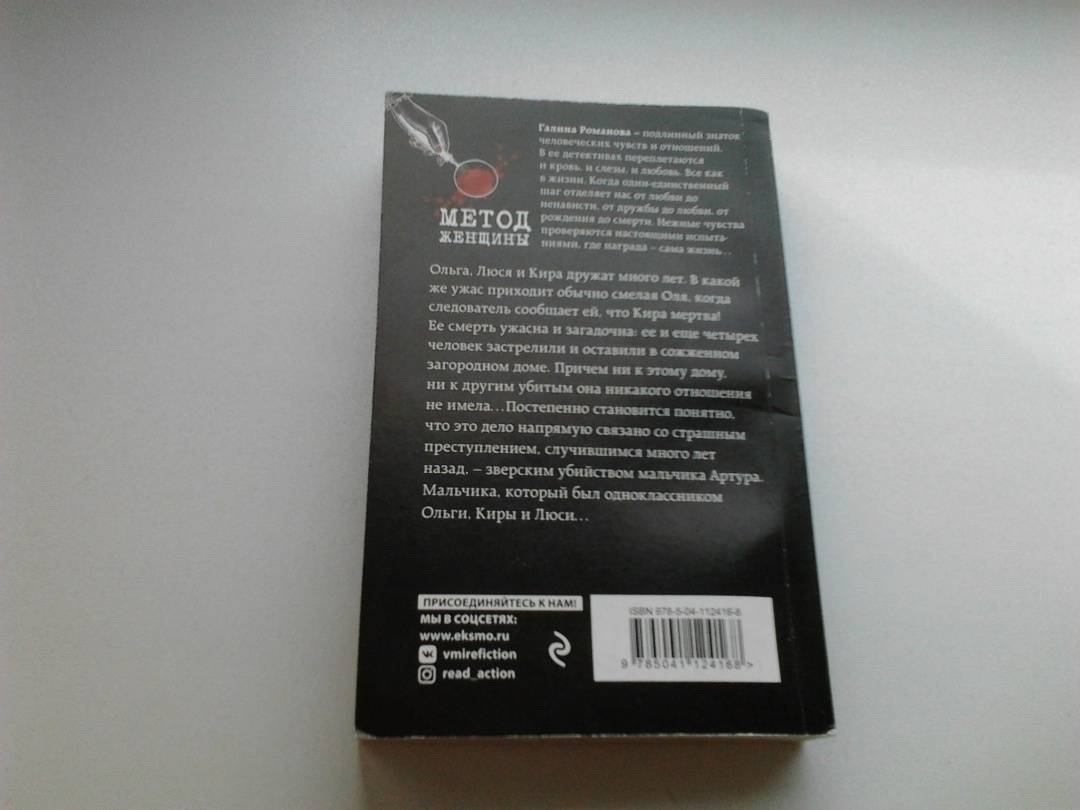 Галина Романова – подлинный знаток
человеческих чувств и отношений.
В ее детективах переплетаются
и кровь, и слезы, и любовь. Все как
в жизни. Когда один-единственный
шаг отделяет нас от любви до
ненависти, от дружбы до любви, от
рождения до смерти. Нежные чувства
проверяются настоящими испыта-
ниями, где награда – сама жизнь...
МЕТОД
ЖЕНЩИНЫ
Ольга, Люся и Кира дружат много лет. В какой
же ужас приходит обычно смелая Оля, когда
следователь сообщает ей, что Кира мертва!
Ее смерть ужасна и загадочна: ее и еще четырех
человек застрелили и оставили в сожженном
загородном доме. Причем ни к этому дому,
ни к другим убитым она никакого отношения
не имела...Постепенно становится понятно,
что это дело напрямую связано со страшным
преступлением, случившимся много лет
назад, – зверским убийством мальчика Артура.
Мальчика, который был одноклассником
Ольги, Киры и Люси...
ПРИСОЕДИНЯЙТЕСЬ К НАМ!
МЫ В СОЦСЕТЯХ:
www.eksmo.ru
vmirefiction
read_action
ISBN 978-5-04-112416-8
9 785041 124168 >